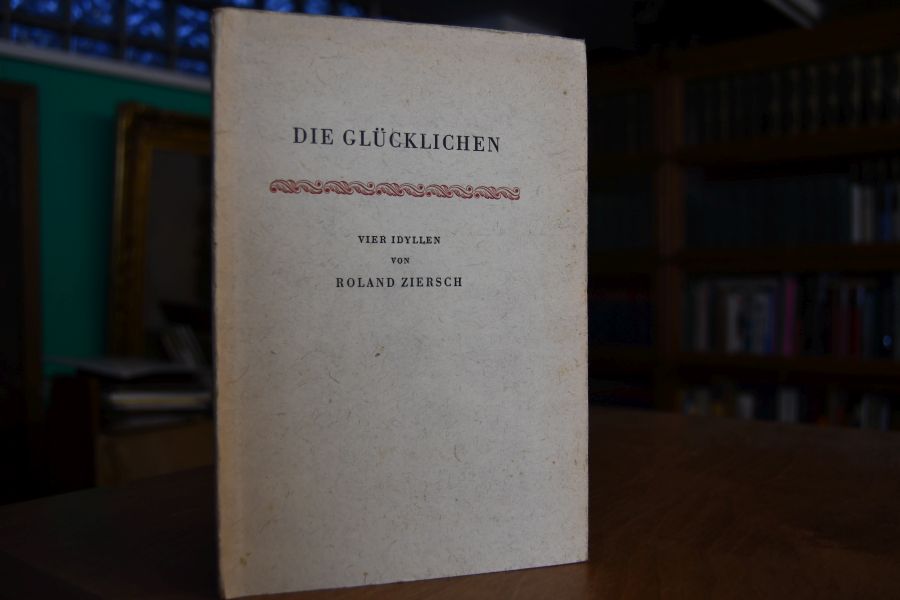 DIE GLÜCKLICHEN
VIER IDYLLEN
VON
ROLAND ZIERSCH